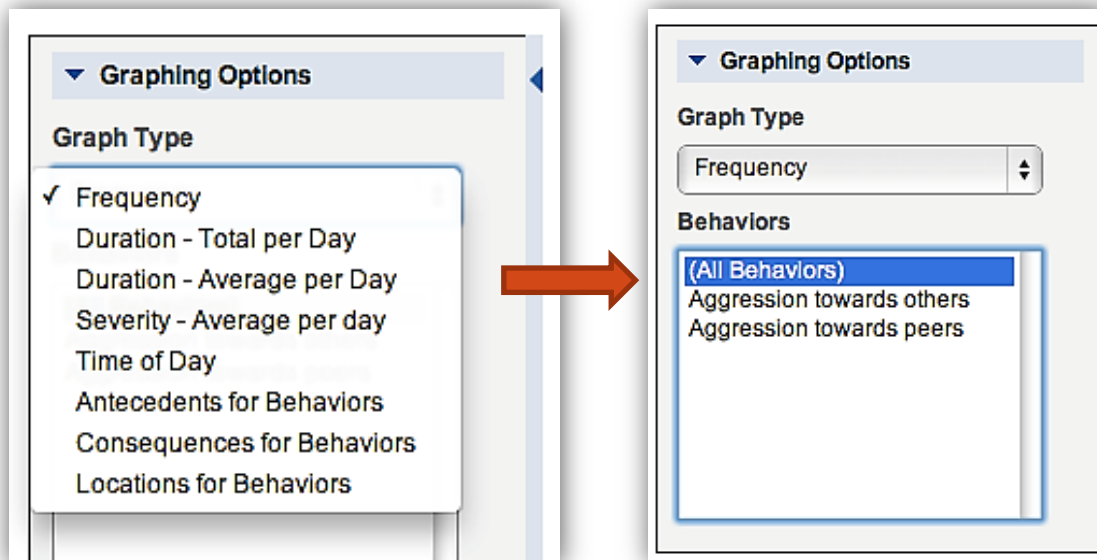 Graphing Options
Graph Type
✓ Frequency
Duration - Total per Day
Duration - Average per Day
Severity - Average per day
Time of Day
Antecedents for Behaviors
Consequences for Behaviors
Locations for Behaviors
Graphing Options
Graph Type
Frequency
Behaviors
(All Behaviors)
Aggression towards others
Aggression towards peers